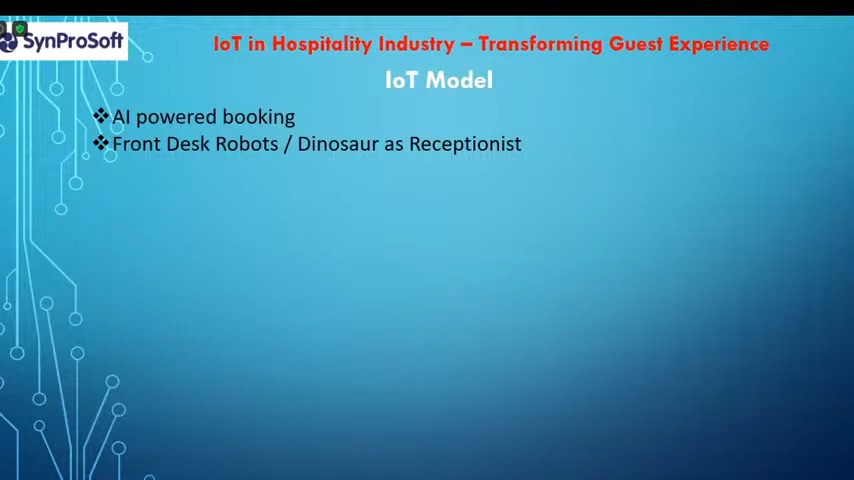 SynProSoft
IoT in Hospitality Industry – Transforming Guest Experience
IoT Model
❖AI powered booking
❖Front Desk Robots / Dinosaur as Receptionist